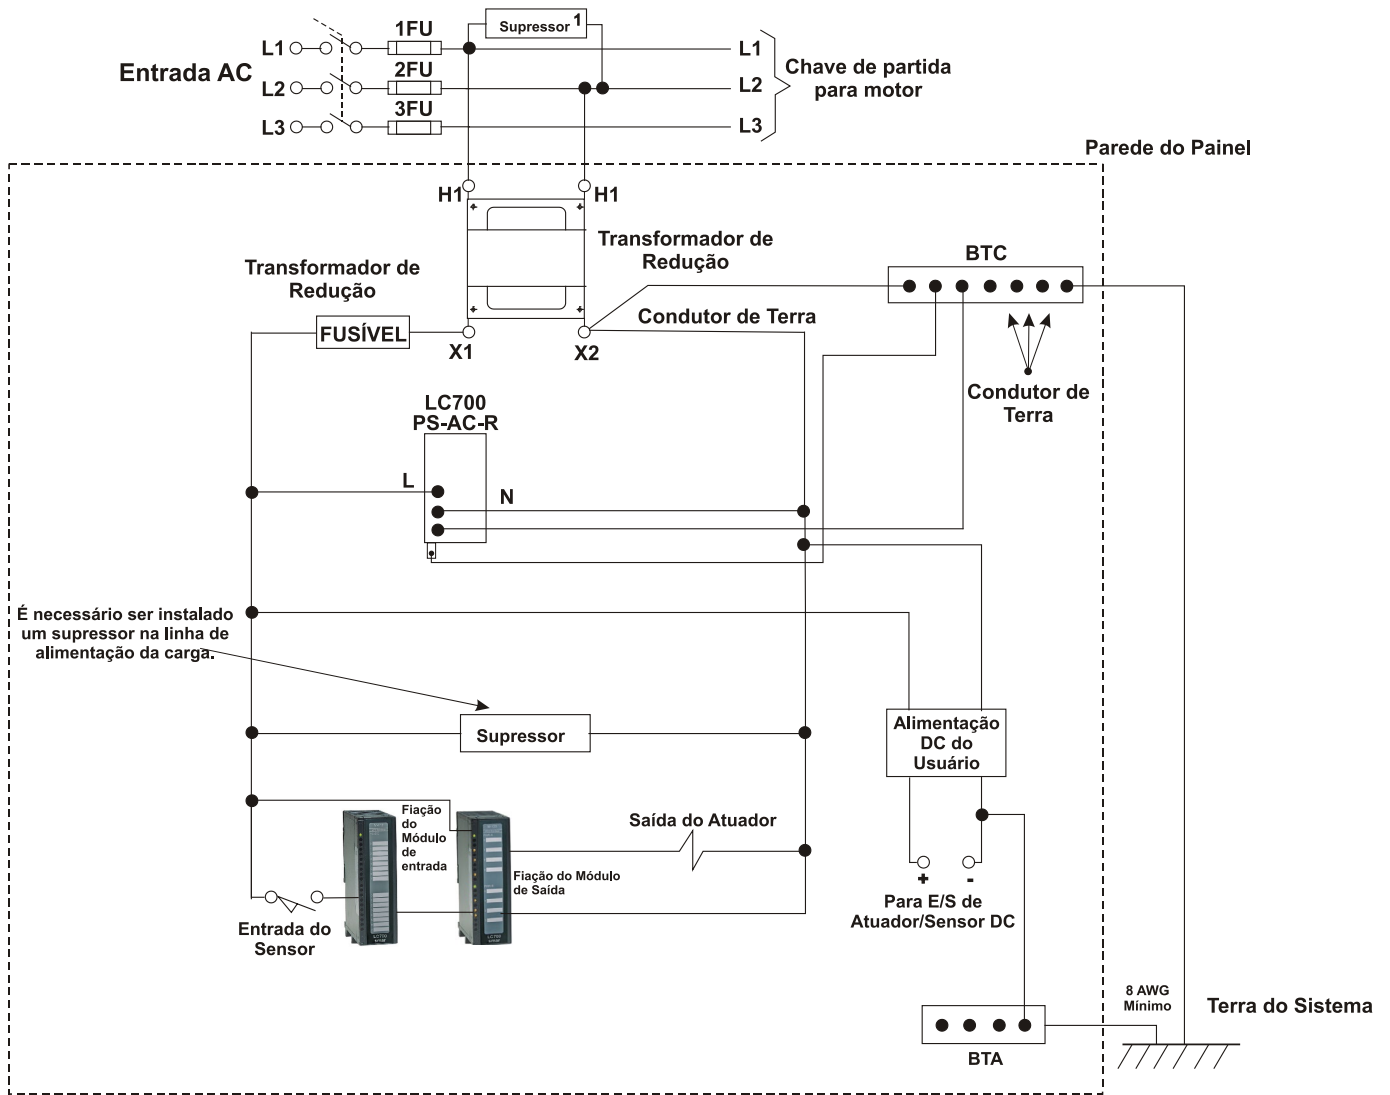 Supressor 1
1FU
L1
L1
Entrada AC
2FU
L2
L2
Chave de partida
para motor
3FU
L3
L3
Parede do Painel
H1
H1
Transformador de
Redução
Transformador de
Redução
BTC
FUSÍVEL
Condutor de Terra
X1
X2
Condutor de
Terra
LC700
PS-AC-R
L
N
É necessário ser instalado
um supressor na linha de
alimentação da carga.
Supressor
Alimentação
DC do
Usuário
Fiação
do
Módulo
de
entrada
Saída do Atuador
Fiação do Módulo
de Saída
+
-
Para E/S de
Atuador/Sensor DC
Entrada do
Sensor
LC700
LC700
8 AWG
Mínimo
Terra do Sistema
BTA